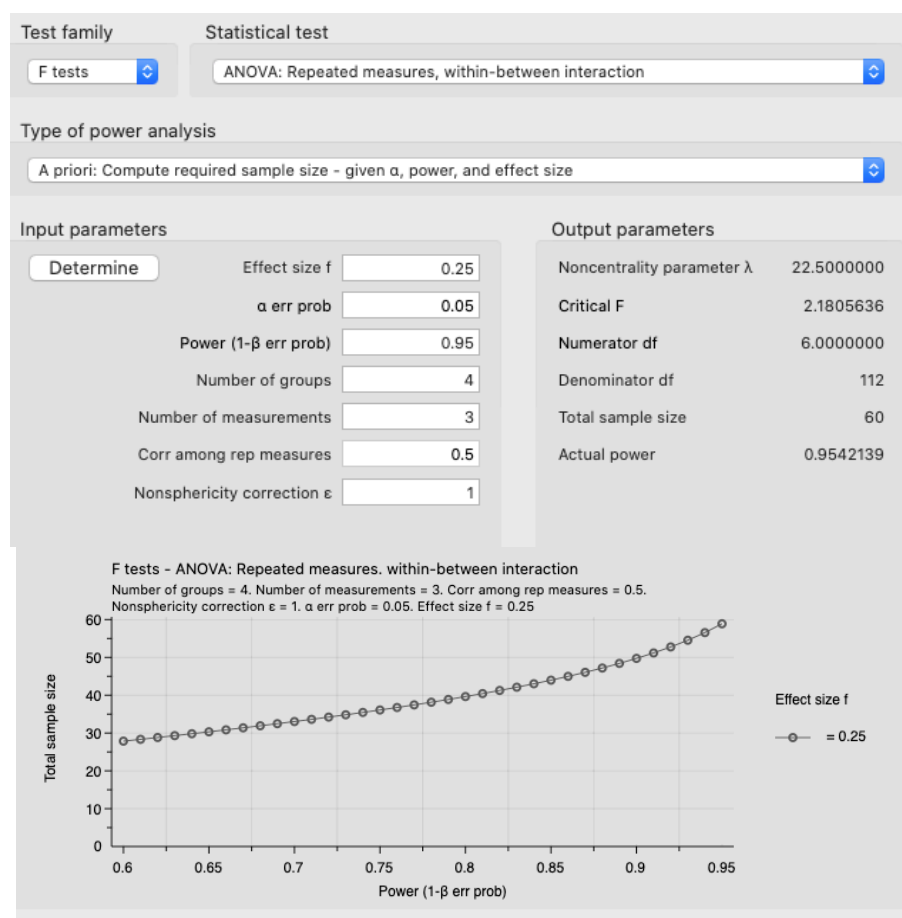 Test family Statistical test
F tests ANOVA: Repeated measures, within-between interaction
Type of power analysis
A priori: Compute required sample size - given α, power, and effect size
Input parameters Output parameters
Determine Effect size f 0.25 Noncentrality parameter λ 22.5000000
α err prob 0.05 Critical F 2.1805636
Power (1-β err prob) 0.95 Numerator df 6.0000000
Number of groups 4 Denominator df 112
Number of measurements 3 Total sample size 60
Corr among rep measures 0.5 Actual power 0.9542139
Nonsphericity correction ε 1
F tests - ANOVA: Repeated measures. within-between interaction
Number of groups = 4. Number of measurements = 3. Corr among rep measures = 0.5.
Nonsphericity correction ε = 1. α err prob = 0.05. Effect size f = 0.25
60
50
40
30
20
10
0
Total sample size
0.6 0.65 0.7 0.75 0.8 0.85 0.9 0.95
Power (1-β err prob)
Effect size f
= 0.25